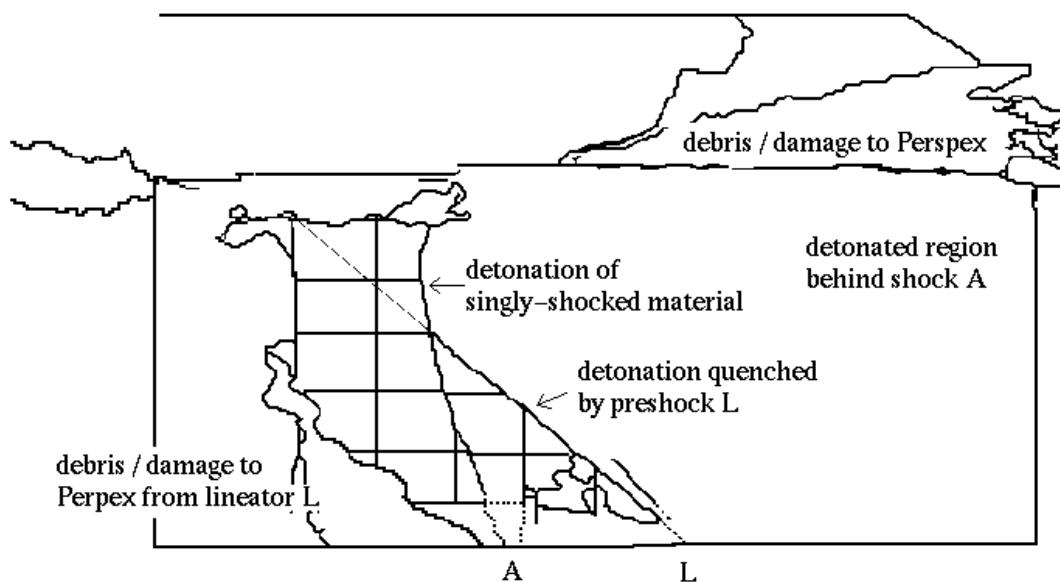 debris / damage to Perspex
detonated region
behind shock A
detonation of
singly-shocked material
detonation quenched
by preshock L
debris / damage to
Perpex from lineator L
A
L